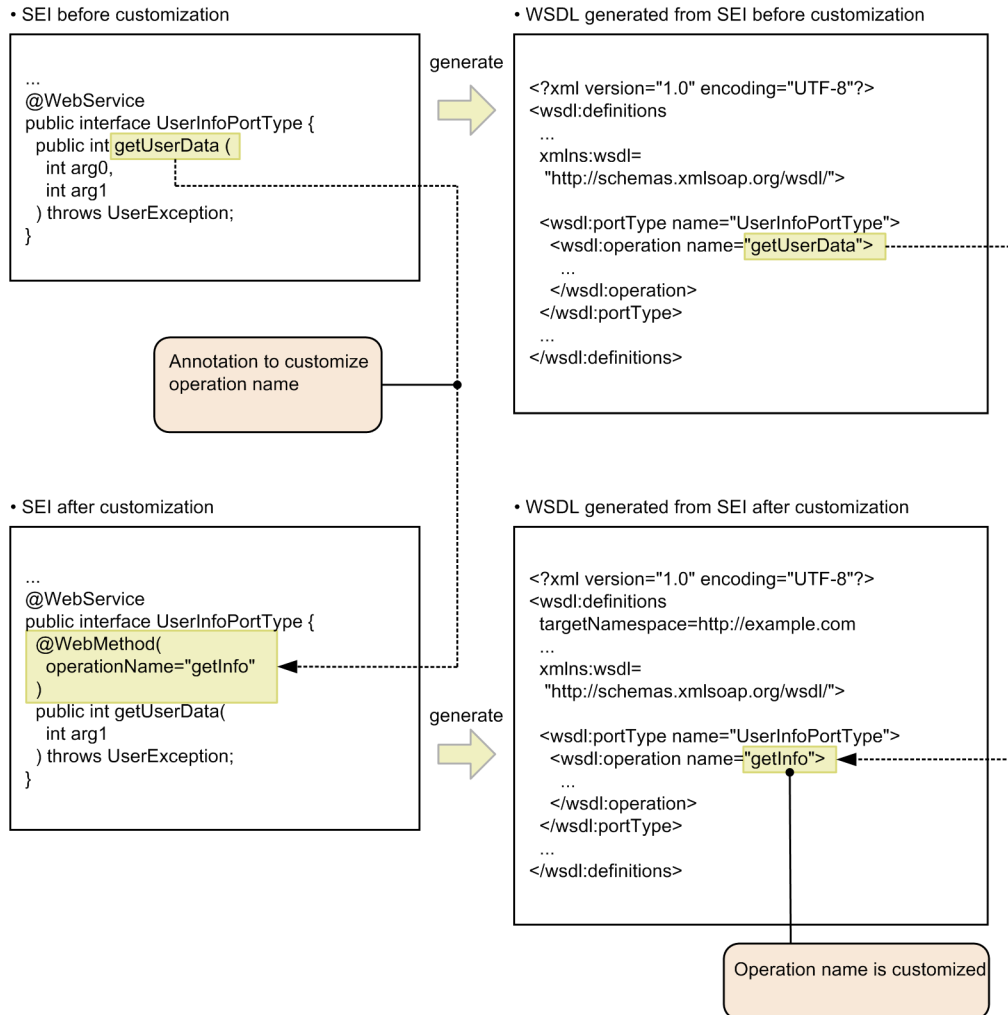 • SEI before customization
...
@WebService
public interface UserInfoPortType {
public int getUserData (
int arg0,
int arg1
) throws UserException;
}
generate
• WSDL generated from SEI before customization
<?xml version="1.0" encoding="UTF-8"?>
<wsdl:definitions
...
xmlns:wsdl=
"http://schemas.xmlsoap.org/wsdl/">
<wsdl:portType name="UserInfoPortType">
<wsdl:operation name="getUserData">
...
</wsdl:operation>
</wsdl:portType>
...
</wsdl:definitions>
Annotation to customize
operation name
• SEI after customization
...
@WebService
public interface UserInfoPortType {
@WebMethod(
operationName="getInfo"
)
public int getUserData(
int arg1
) throws UserException;
}
generate
• WSDL generated from SEI after customization
<?xml version="1.0" encoding="UTF-8"?>
<wsdl:definitions
targetNamespace=http://example.com
...
xmlns:wsdl=
"http://schemas.xmlsoap.org/wsdl/">
<wsdl:portType name="UserInfoPortType">
<wsdl:operation name="getInfo">
...
</wsdl:operation>
</wsdl:portType>
...
</wsdl:definitions>
Operation name is customized